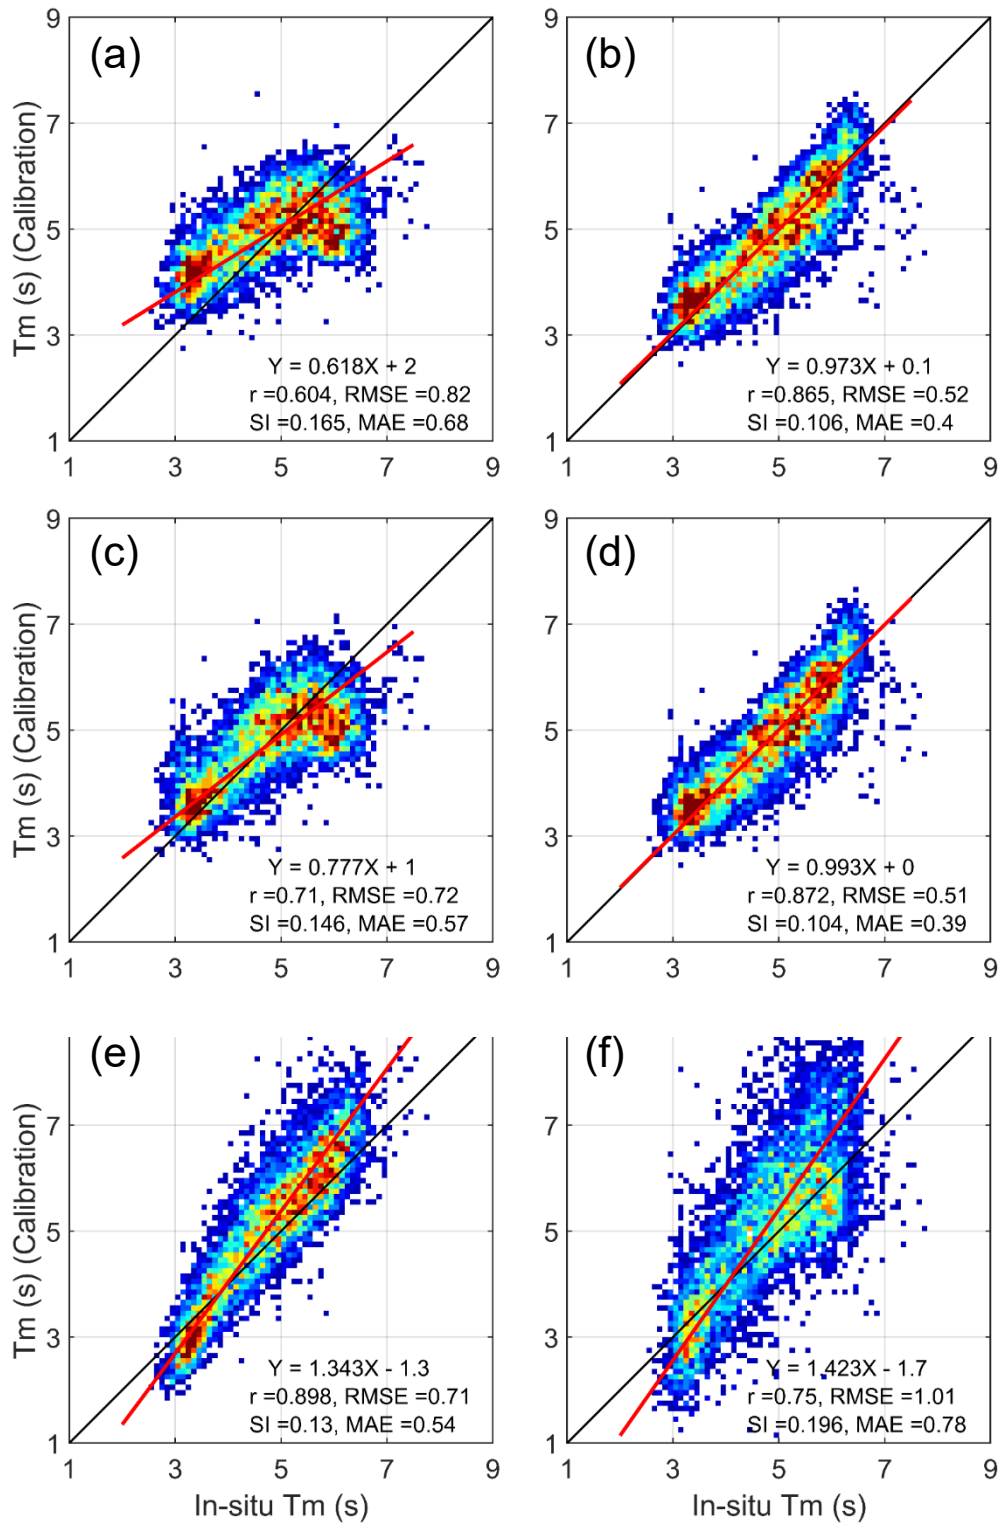 (a)
9
7
5
3
1
Tm (s) (Calibration)
Y = 0.618X + 2
r =0.604, RMSE =0.82
SI =0.165, MAE =0.68
1 3 5 7 9
(b)
9
7
5
3
1
Y = 0.973X + 0.1
r =0.865, RMSE =0.52
SI =0.106, MAE =0.4
1 3 5 7 9
(c)
9
7
5
3
1
Tm (s) (Calibration)
Y = 0.777X + 1
r =0.71, RMSE =0.72
SI =0.146, MAE =0.57
1 3 5 7 9
(d)
9
7
5
3
1
Y = 0.993X + 0
r =0.872, RMSE =0.51
SI =0.104, MAE =0.39
1 3 5 7 9
(e)
7
5
3
1
Tm (s) (Calibration)
Y = 1.343X - 1.3
r =0.898, RMSE =0.71
SI =0.13, MAE =0.54
1 3 5 7 9
In-situ Tm (s)
(f)
7
5
3
1
Y = 1.423X - 1.7
r =0.75, RMSE =1.01
SI =0.196, MAE =0.78
1 3 5 7 9
In-situ Tm (s)